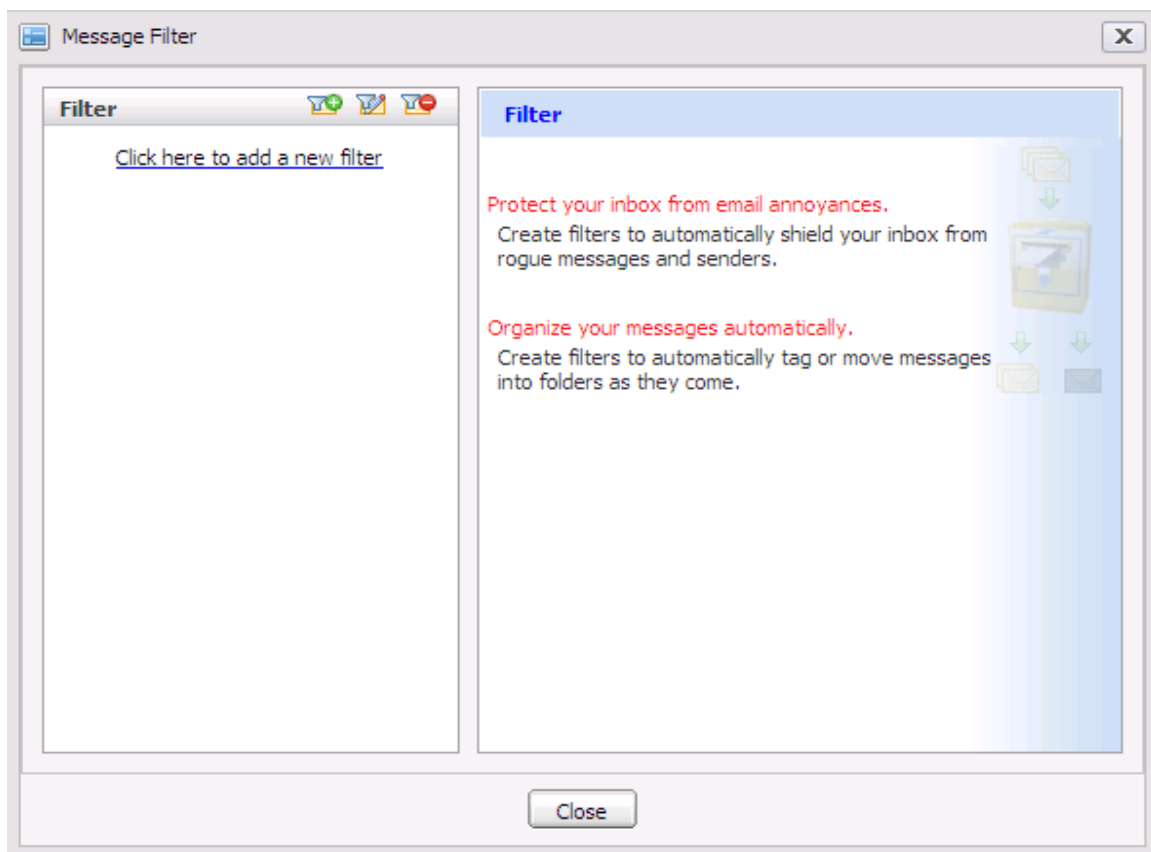 Message Filter
X
Filter
Click here to add a new filter
Filter
Protect your inbox from email annoyances.
Create filters to automatically shield your inbox from
rogue messages and senders.
Organize your messages automatically.
Create filters to automatically tag or move messages
into folders as they come.
Close